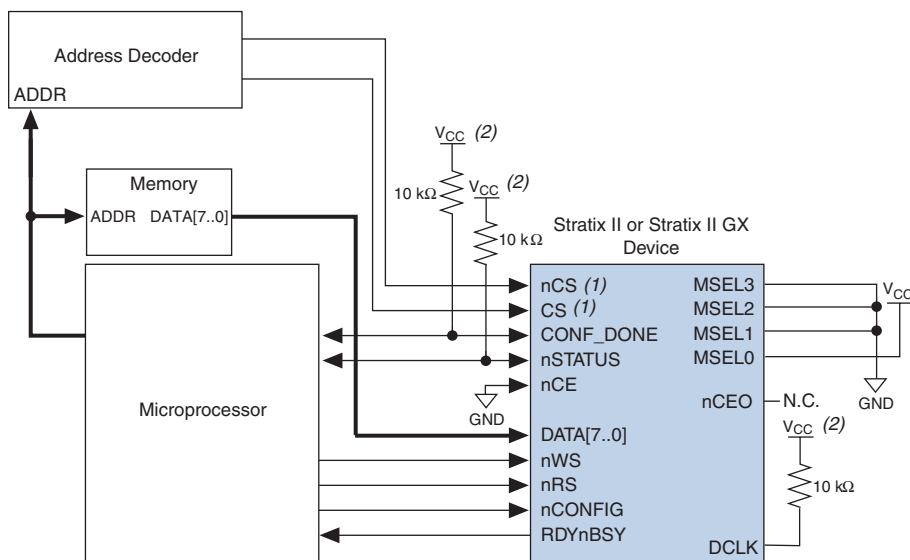 Address Decoder
ADDR
VCC (2)
Memory
10 kΩ
VCC (2)
ADDR DATA[7..0]
10 kΩ
Stratix II or Stratix II GX
Device
nCS (1)
MSEL3
VCC
CS (1)
MSEL2
CONF_DONE
MSEL1
nSTATUS
MSEL0
nCE
GND
GND
Microprocessor
nCEO
N.C.
VCC (2)
DATA[7..0]
nWS
nRS
10 kΩ
nCONFIG
RDYnBSY
DCLK